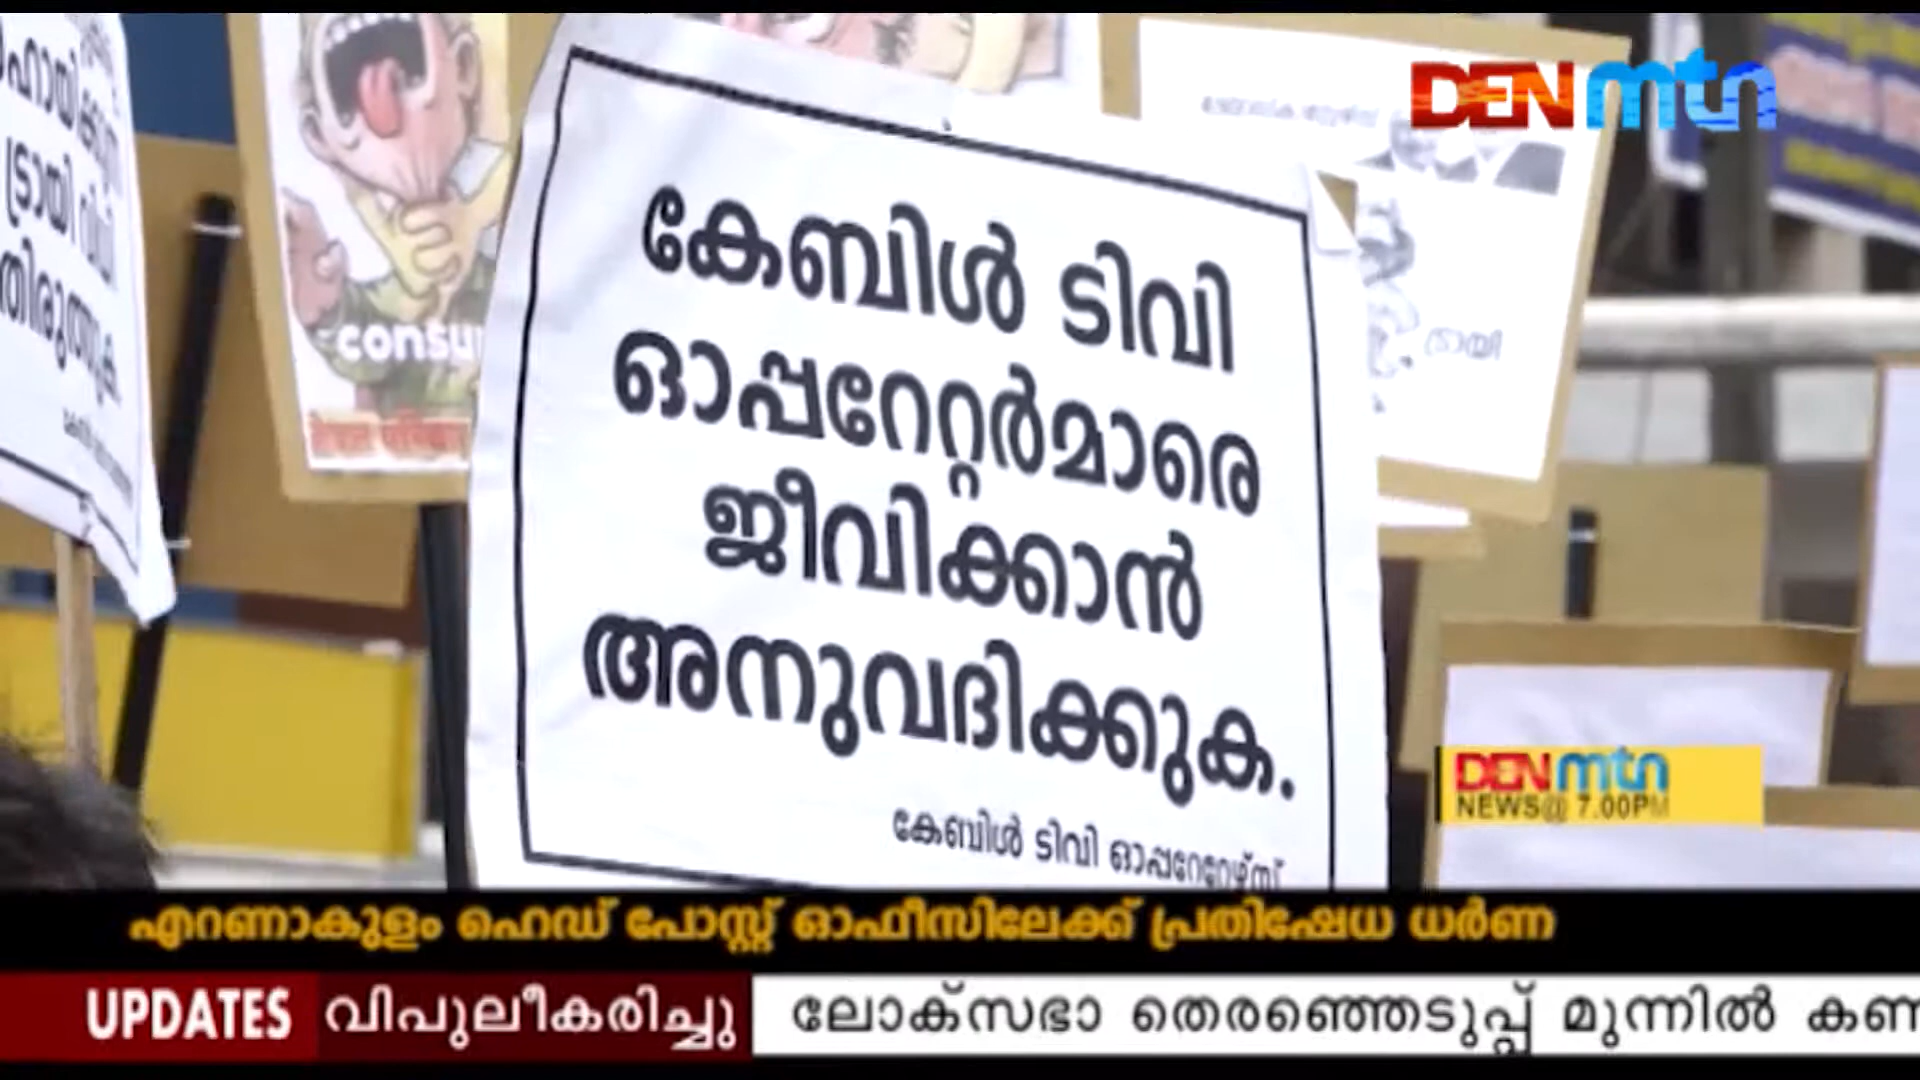 DEN mtn
ട്രായി വിധി
consu
ട്രായി
കേബിൾ ടിവി
ഓപ്പറേറ്റർമാരെ
ജീവിക്കാൻ
അനുവദിക്കുക.
കേബിൾ ടിവി ഓപ്പറേറ്റേഴ്സ്
DEN mtn
NEWS@ 7.00PM
എറണാകുളം ഹെഡ് പോസ്റ്റ് ഓഫീസിലേക്ക് പ്രതിഷേധ ധർണ
UPDATES വിപുലീകരിച്ചു ലോക്സഭാ തെരഞ്ഞെടുപ്പ് മുന്നിൽ കണ